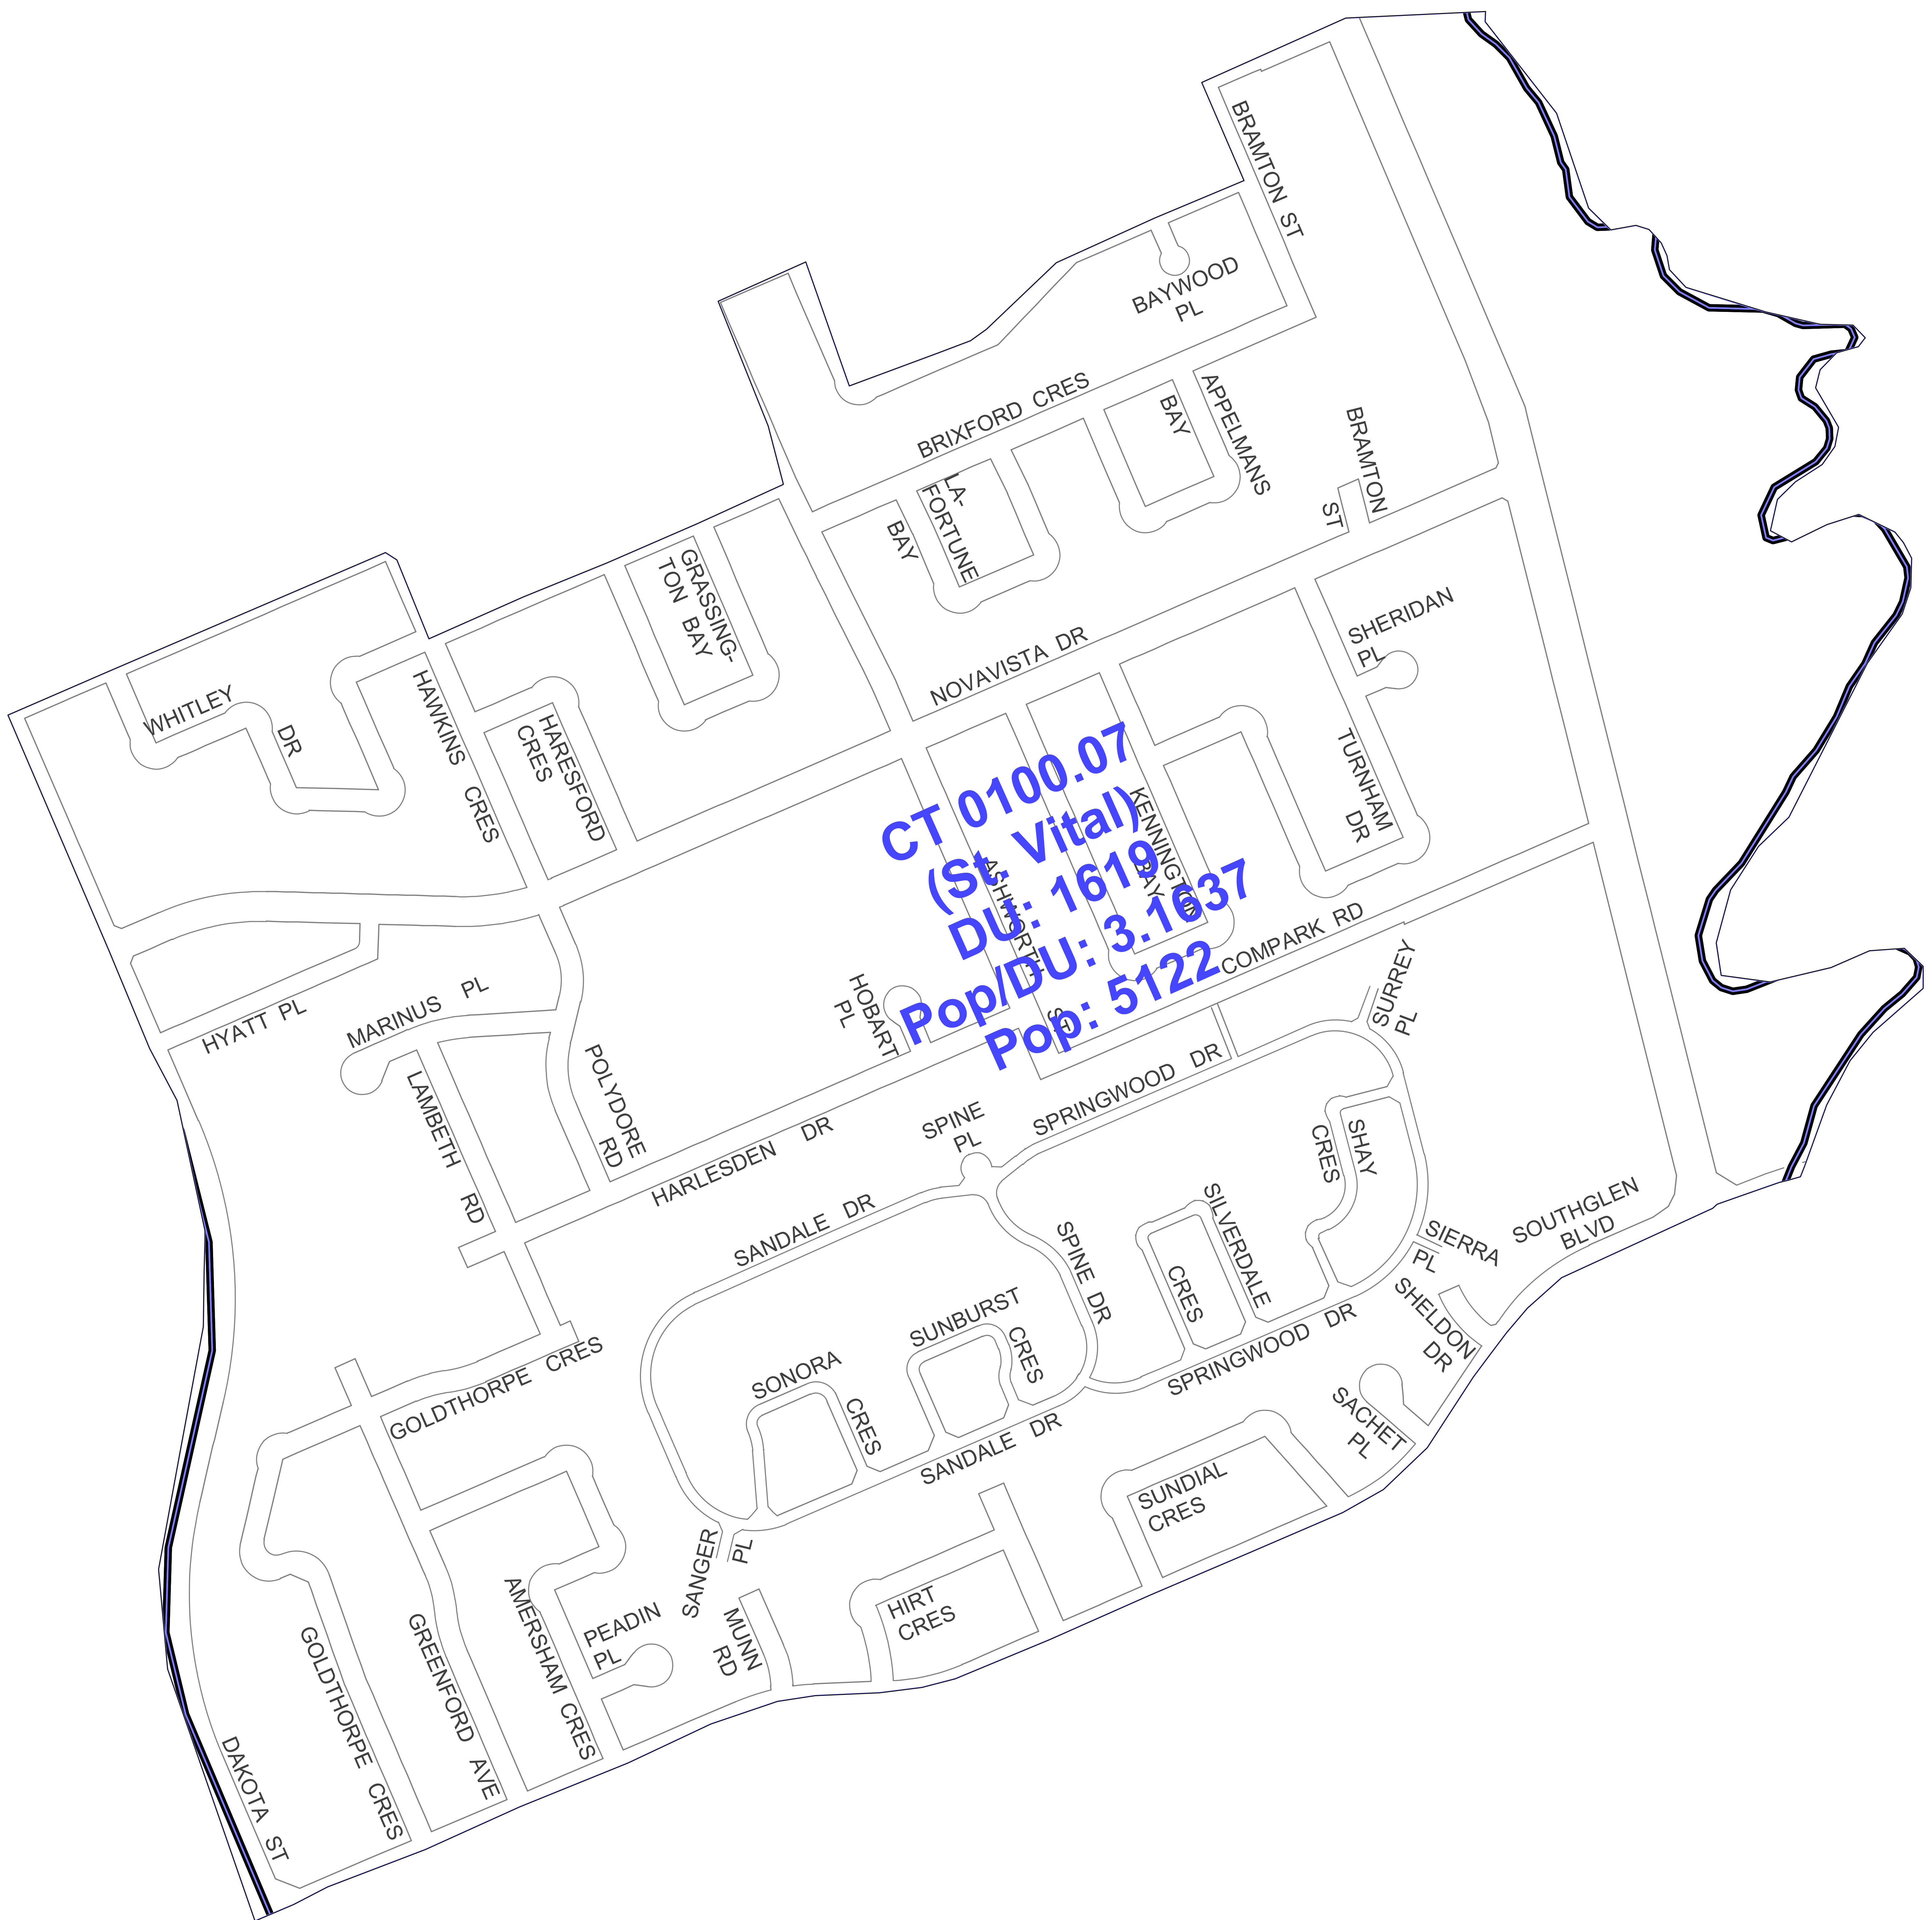 BRAMTON ST
BAYWOOD
PL
BRIXFORD CRES
APPELMANS
BAY
BRAMTON
ST
LA-
FORTUNE
BAY
GRASSING-
TON BAY
SHERIDAN
PL
NOVAVISTA DR
WHITLEY
DR
HAWKINS CRES
HARESFORD
CRES
TURNHAM
DR
KENNINGTON
BAY
ASHWORTH ST
CT 0100.07
(St. Vital)
DU: 1619
Pop/DU: 3.1637
Pop: 5122
COMPARK RD
SURREY
PL
HOBART
PL
HYATT PL
MARINUS PL
LAMBETH RD
POLYDORE
RD
HARLESDEN DR
SPINE
PL
SPRINGWOOD DR
SHAY
CRES
SANDALE DR
SPINE DR
SILVERDALE
CRES
SIERRA
PL
SOUTHGLEN
BLVD
SHELDON
DR
SPRINGWOOD DR
SUNBURST
CRES
SONORA
CRES
GOLDTHORPE CRES
SANDALE DR
SACHET
PL
SUNDIAL
CRES
SANGER
PL
HIRT
CRES
PEADIN
PL
MUNN
RD
AMERSHAM CRES
GREENFORD AVE
GOLDTHORPE CRES
DAKOTA ST